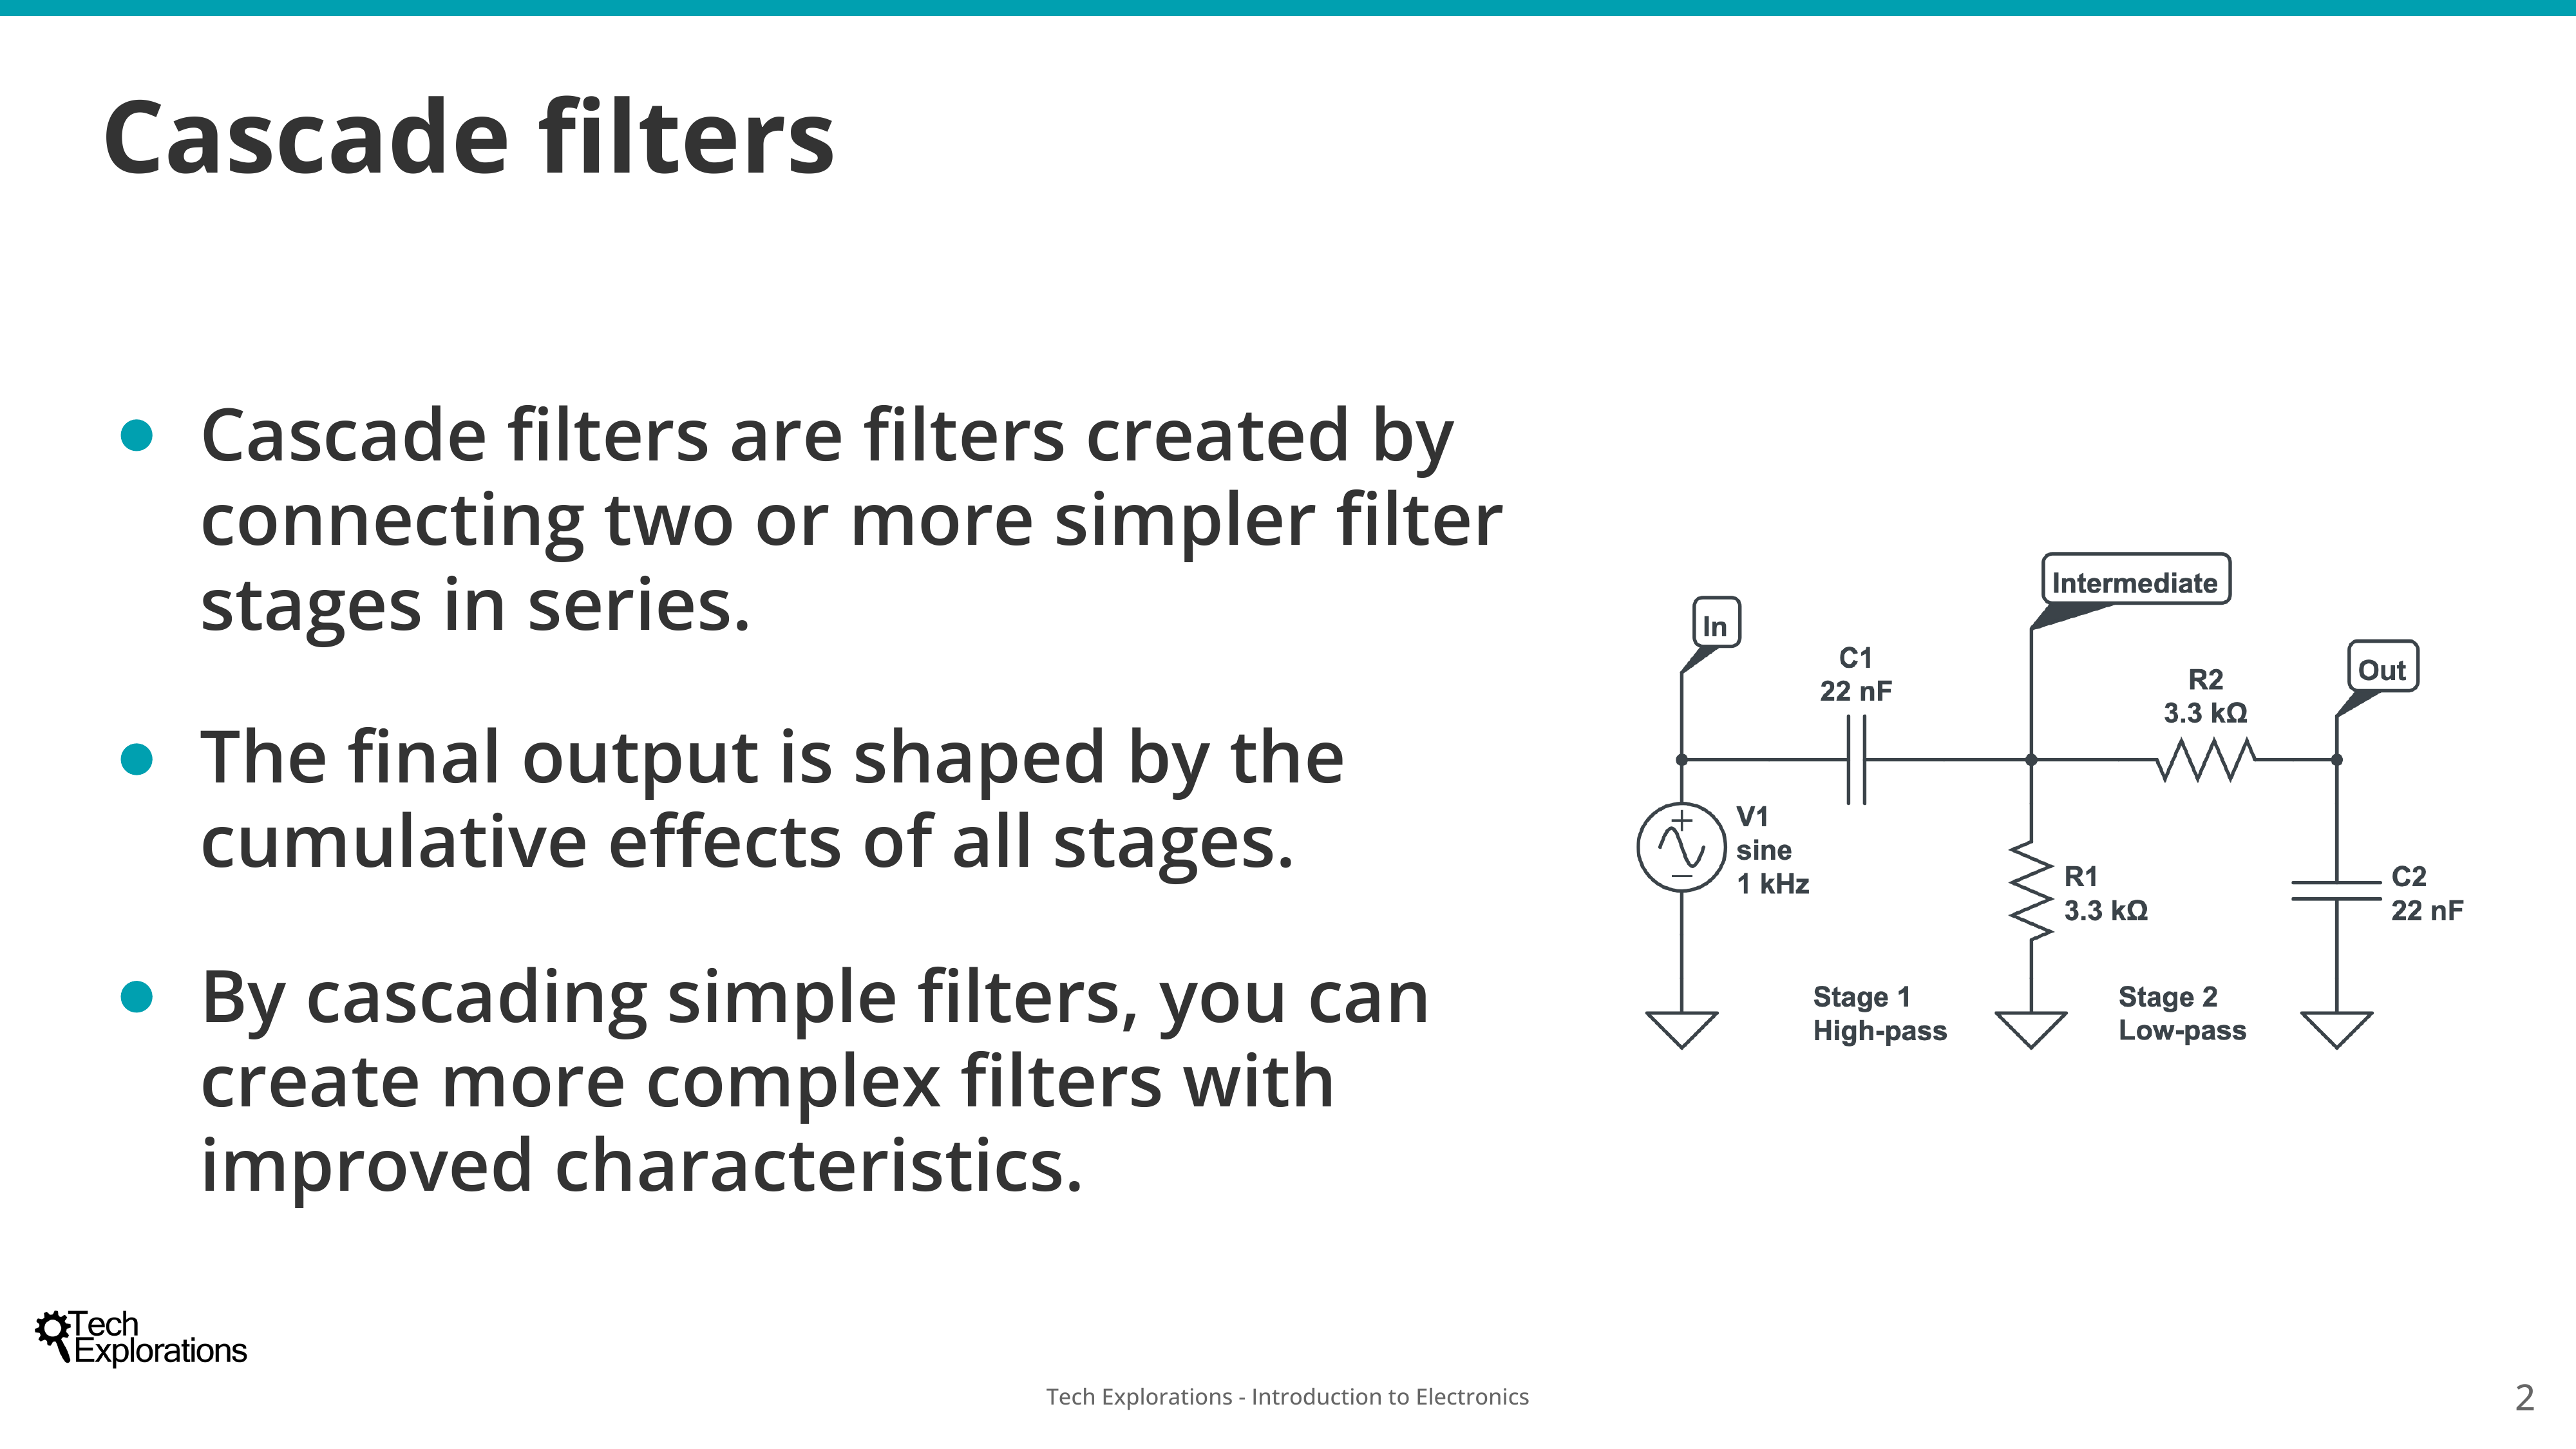 Cascade filters
• Cascade filters are filters created by
connecting two or more simpler filter
stages in series.
• The final output is shaped by the
cumulative effects of all stages.
• By cascading simple filters, you can
create more complex filters with
improved characteristics.
In
Intermediate
Out
C1
22 nF
R2
3.3 kΩ
V1
sine
1 kHz
R1
3.3 kΩ
C2
22 nF
Stage 1
High-pass
Stage 2
Low-pass
Tech
Explorations
Tech Explorations - Introduction to Electronics
2